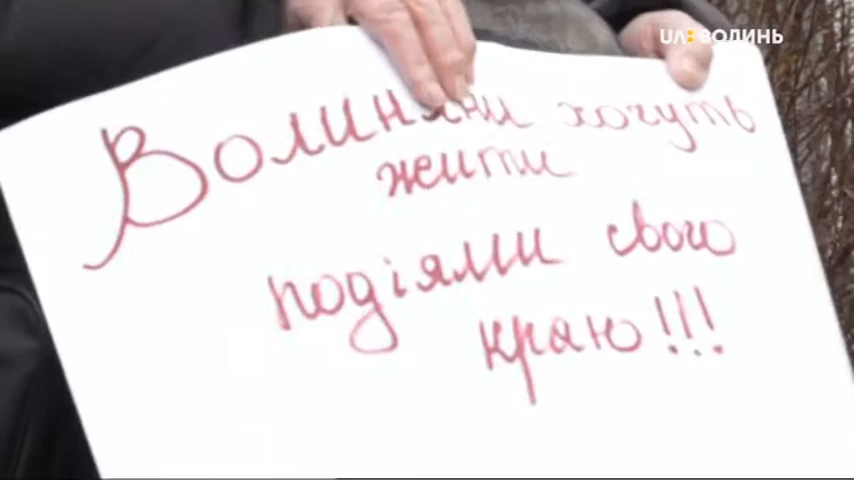 UA: ВОЛИНЬ
Волиняни хочуть
жити
подіями свого
краю!!!